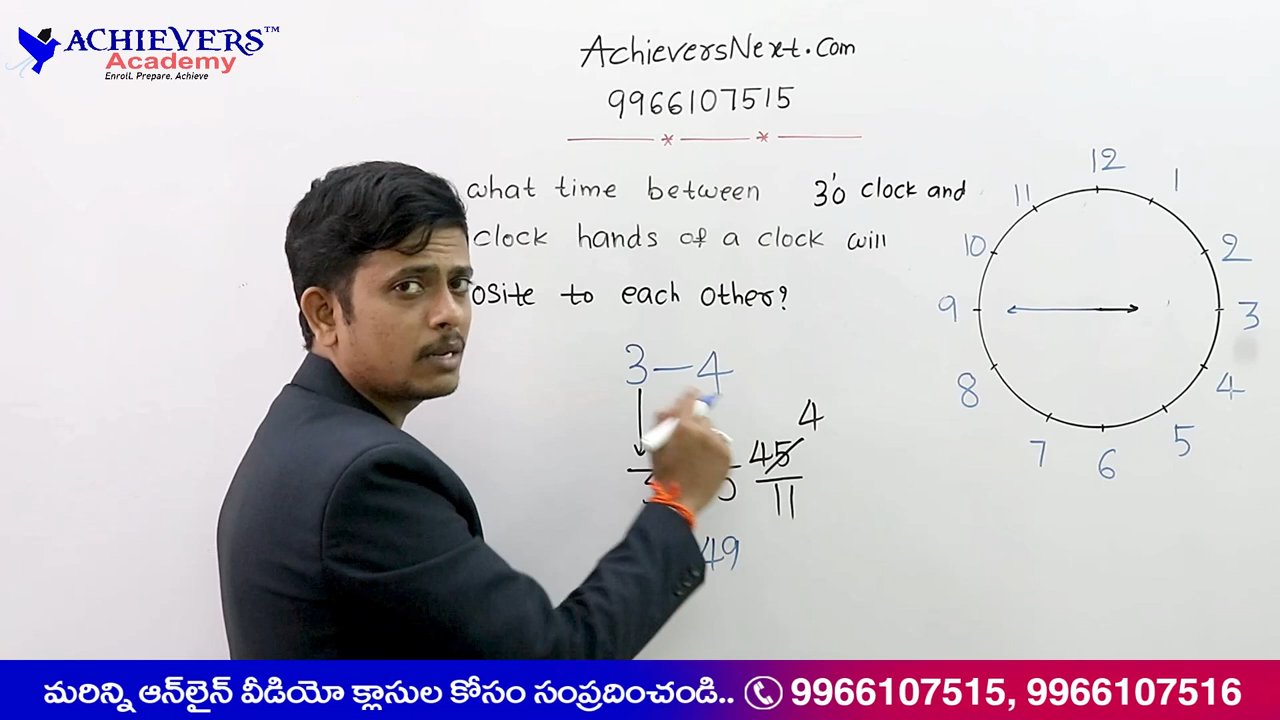 ACHIEVERS™
Academy
Enroll. Prepare. Achieve
AchieversNext.com
9966107515
what time between 3'0 clock and
clock hands of a clock will
osite to each other?
12
1
2
3
4
5
6
7
8
9
10
11
3-4
4
45
11
49
మరిన్ని ఆన్‌లైన్ వీడియో క్లాసుల కోసం సంప్రదించండి.. 9966107515, 9966107516